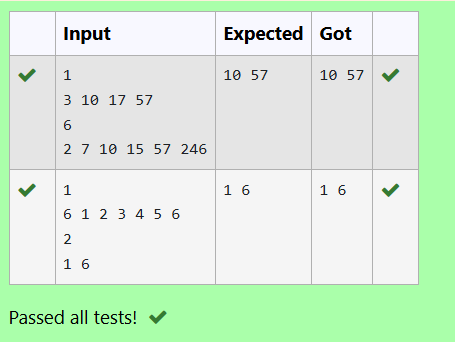 Input Expected Got
1 10 57 10 57
3 10 17 57
6
2 7 10 15 57 246
1 1 6 1 6
6 1 2 3 4 5 6
2
1 6
Passed all tests!